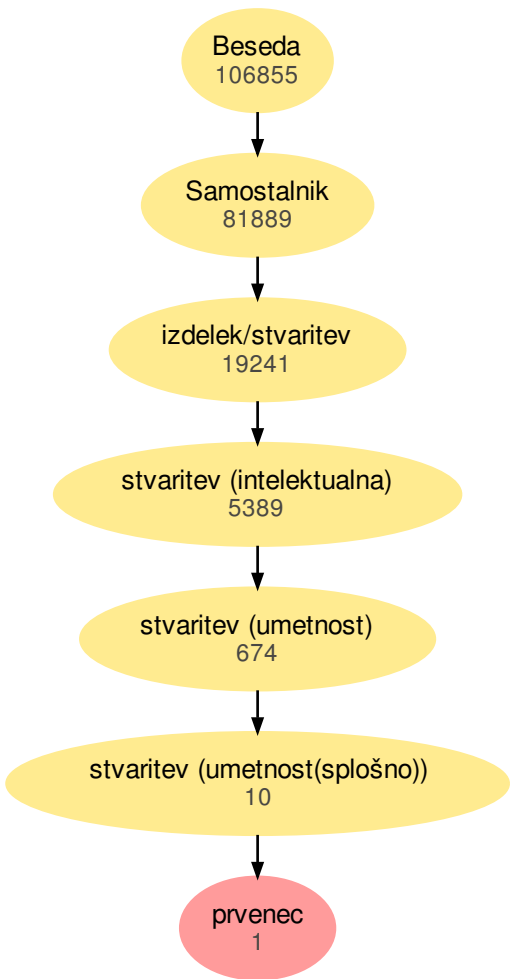 Beseda
106855
Samostalnik
81889
izdelek/stvaritev
19241
stvaritev (intelektualna)
5389
stvaritev (umetnost)
674
stvaritev (umetnost(splošno))
10
prvenec
1